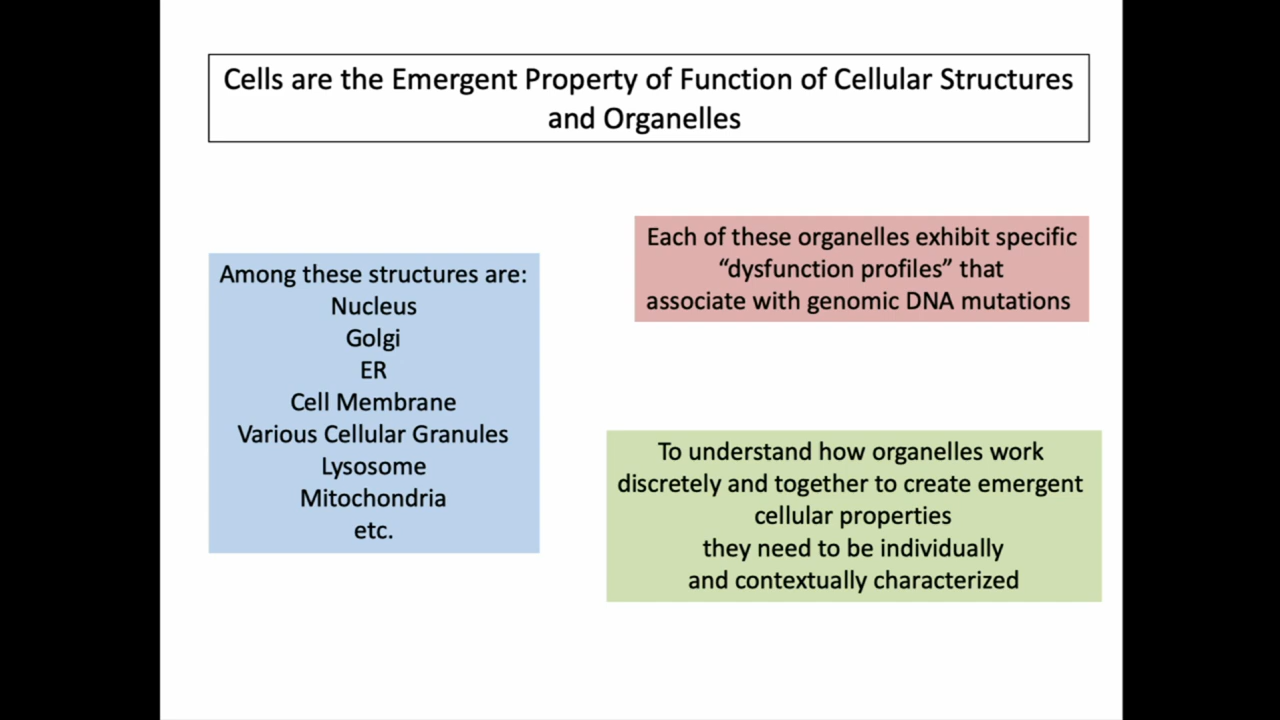 Cells are the Emergent Property of Function of Cellular Structures
and Organelles
Among these structures are:
Nucleus
Golgi
ER
Cell Membrane
Various Cellular Granules
Lysosome
Mitochondria
etc.
Each of these organelles exhibit specific
“dysfunction profiles” that
associate with genomic DNA mutations
To understand how organelles work
discretely and together to create emergent
cellular properties
they need to be individually
and contextually characterized